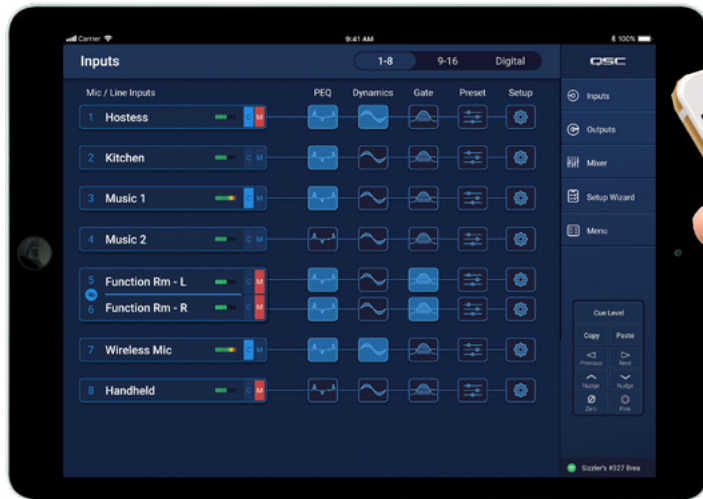 Carrier 9:41 AM 100%
Inputs 1-8 9-16 Digital QSC
Mic / Line Inputs PEQ Dynamics Gate Preset Setup
1 Hostess C M
2 Kitchen C M
3 Music 1 C M
4 Music 2 C M
5 Function Rm - L C M
6 Function Rm - R C M
7 Wireless Mic C M
8 Handheld C M
Inputs
Outputs
Mixer
Setup Wizard
Menu
Cue Level
Copy Paste
Previous Next
Nudge Nudge
Zero Fine
Sizzler's #327 Brea